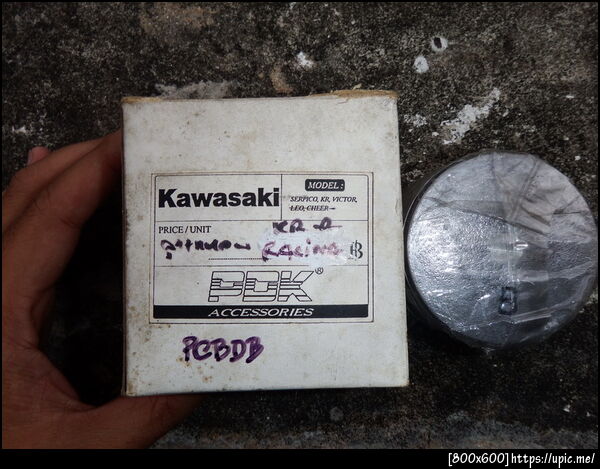 Kawasaki
MODEL :
SERPICO, KR, VICTOR,
LEO, CHEER
PRICE / UNIT
KR-R
RACING
PDK®
ACCESSORIES
PCBDB
[800x600]https://upic.me/